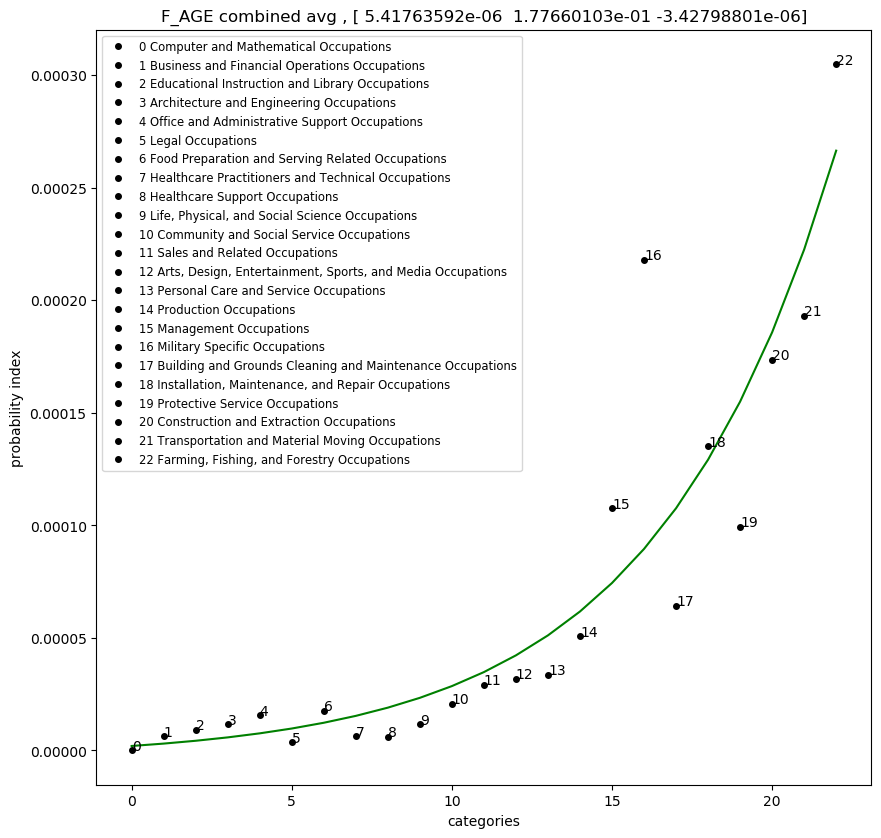 F_AGE combined avg , [ 5.41763592e-06  1.77660103e-01 -3.42798801e-06]
0 Computer and Mathematical Occupations
1 Business and Financial Operations Occupations
2 Educational Instruction and Library Occupations
3 Architecture and Engineering Occupations
4 Office and Administrative Support Occupations
5 Legal Occupations
6 Food Preparation and Serving Related Occupations
7 Healthcare Practitioners and Technical Occupations
8 Healthcare Support Occupations
9 Life, Physical, and Social Science Occupations
10 Community and Social Service Occupations
11 Sales and Related Occupations
12 Arts, Design, Entertainment, Sports, and Media Occupations
13 Personal Care and Service Occupations
14 Production Occupations
15 Management Occupations
16 Military Specific Occupations
17 Building and Grounds Cleaning and Maintenance Occupations
18 Installation, Maintenance, and Repair Occupations
19 Protective Service Occupations
20 Construction and Extraction Occupations
21 Transportation and Material Moving Occupations
22 Farming, Fishing, and Forestry Occupations
probability index
0.00030
0.00025
0.00020
0.00015
0.00010
0.00005
0.00000
0
1
2
3
4
5
6
7
8
9
10
11
12
13
14
15
16
17
18
19
20
21
22
0
5
10
15
20
categories